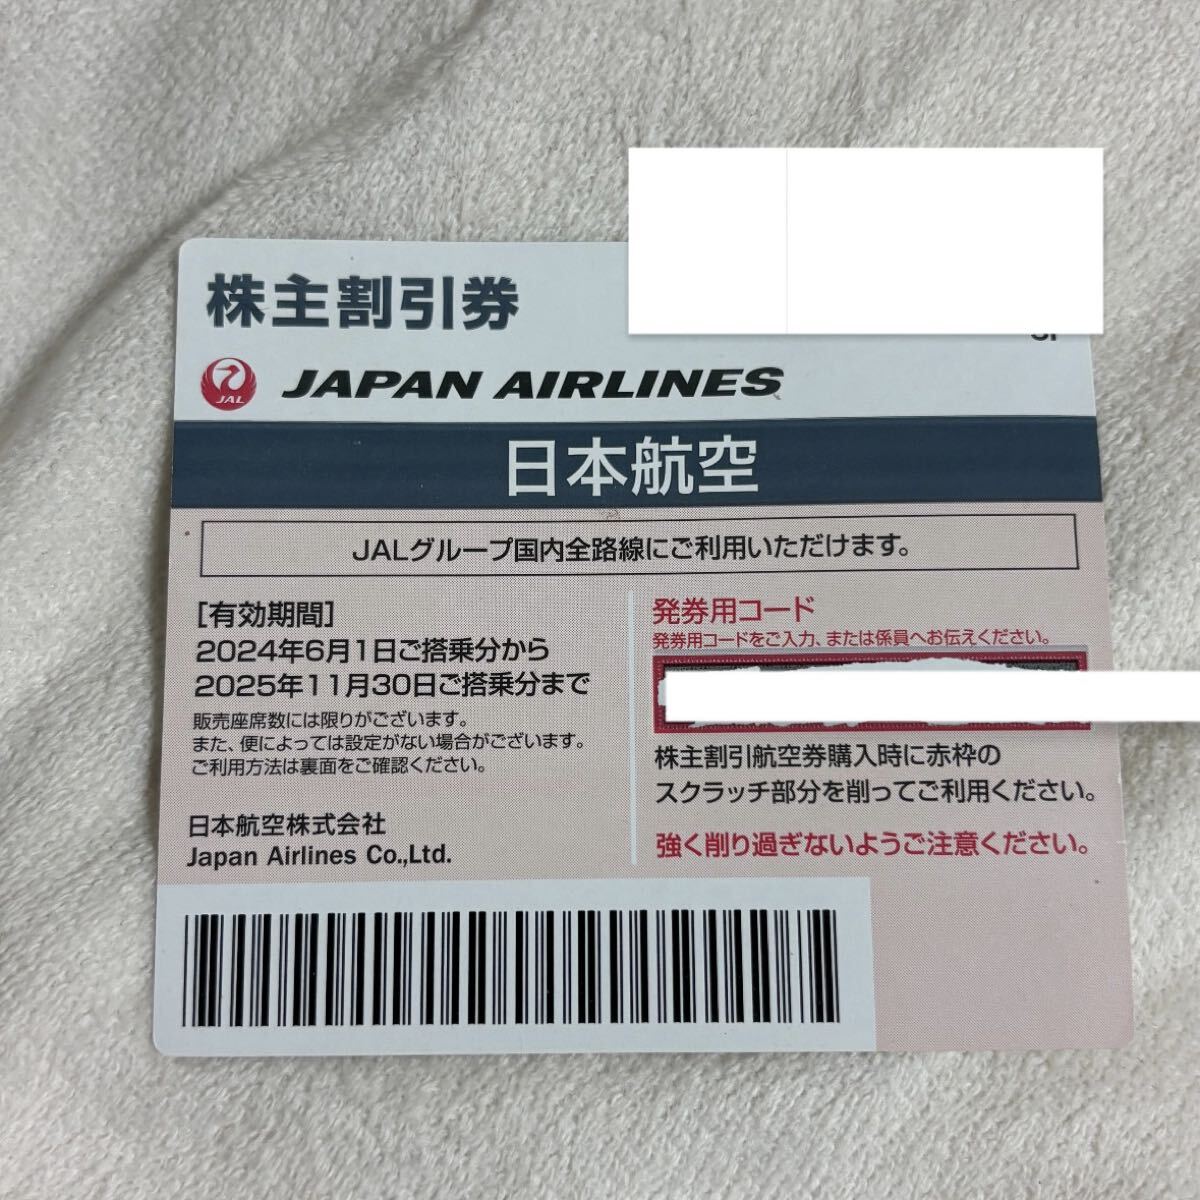 株主割引券
JAL
JAPAN AIRLINES
日本航空
JALグループ国内全路線にご利用いただけます。
［有効期間］
2024年6月1日ご搭乗分から
2025年11月30日ご搭乗分まで
販売座席数には限りがございます。
また、便によっては設定がない場合がございます。
ご利用方法は裏面をご確認ください。
日本航空株式会社
Japan Airlines Co.,Ltd.
発券用コード
発券用コードをご入力、または係員へお伝えください。
株主割引航空券購入時に赤枠の
スクラッチ部分を削ってご利用ください。
強く削り過ぎないようご注意ください。